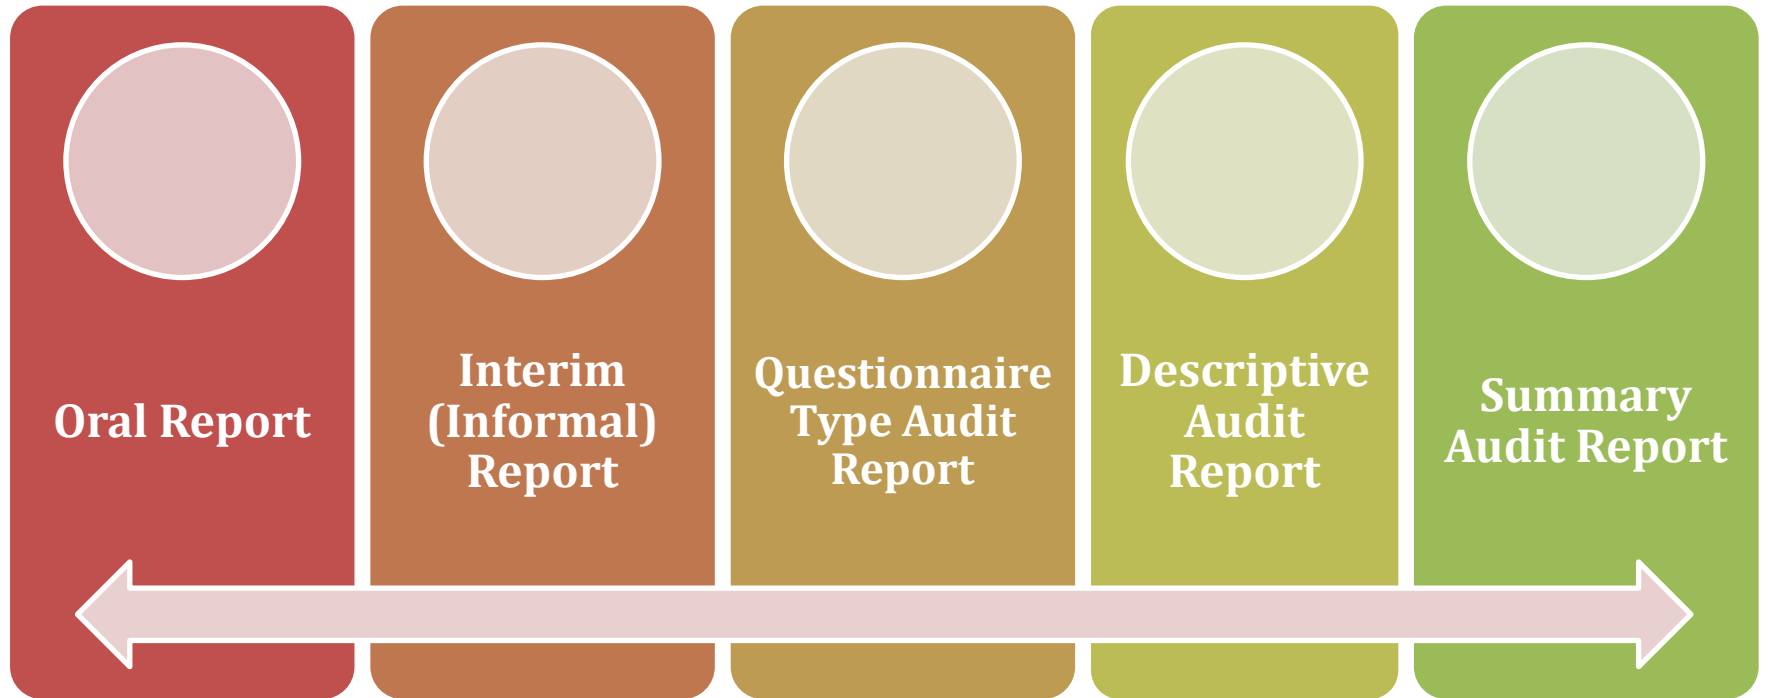 Oral Report
Interim
(Informal)
Report
Questionnaire
Type Audit
Report
Descriptive
Audit
Report
Summary
Audit Report